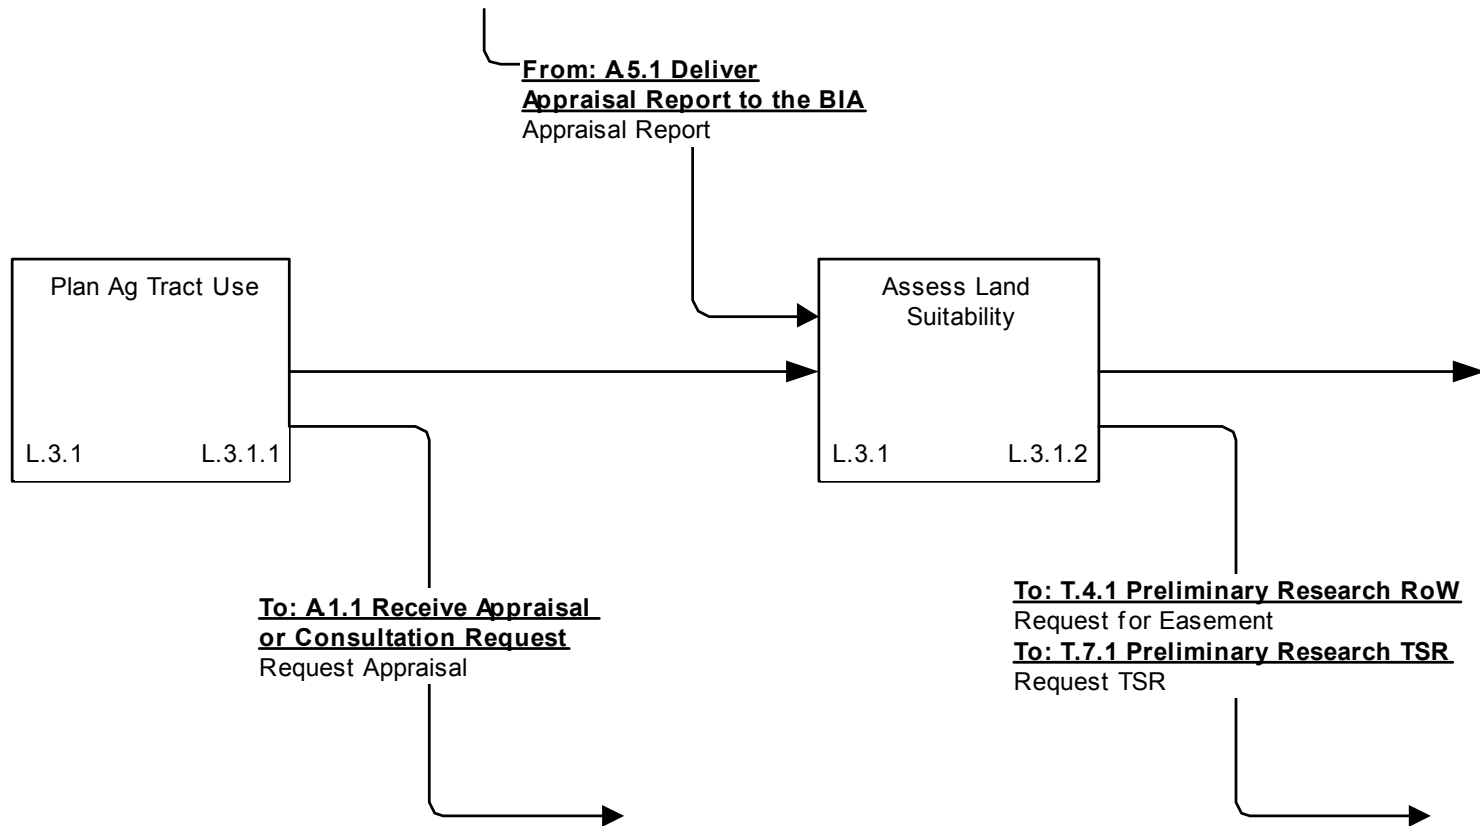 From: A.5.1 Deliver
Appraisal Report to the BIA
Appraisal Report
Plan Ag Tract Use
L.3.1 L.3.1.1
Assess Land
Suitability
L.3.1 L.3.1.2
To: A.1.1 Receive Appraisal
or Consultation Request
Request Appraisal
To: T.4.1 Preliminary Research RoW
Request for Easement
To: T.7.1 Preliminary Research TSR
Request TSR